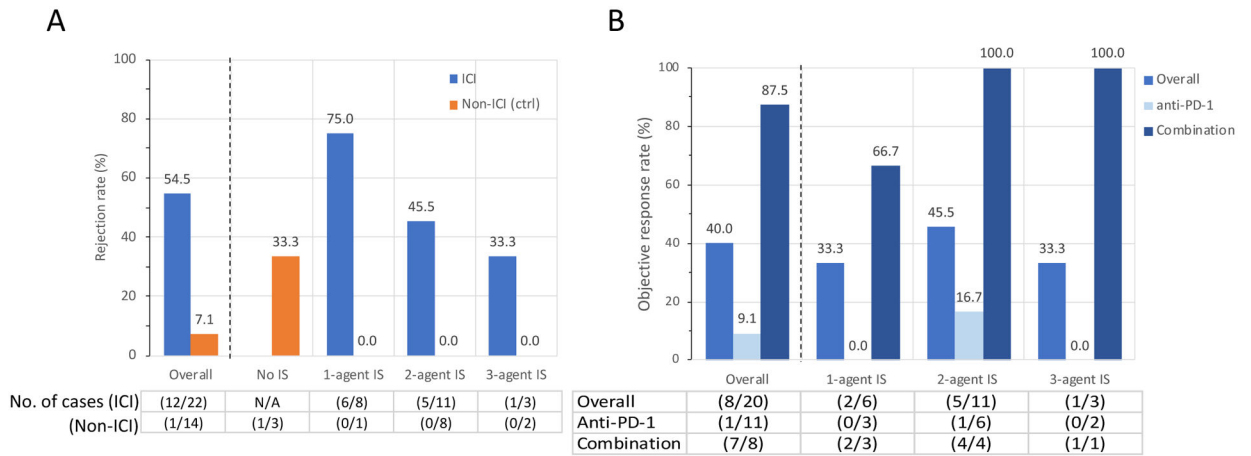 A
100
80
60
40
20
0
Rejection rate (%)
ICI
Non-ICI (ctrl)
54.5
7.1
33.3
75.0
0.0
45.5
0.0
33.3
0.0
Overall
No IS
1-agent IS
2-agent IS
3-agent IS
No. of cases (ICI) (12/22) N/A (6/8) (5/11) (1/3)
(Non-ICI) (1/14) (1/3) (0/1) (0/8) (0/2)
B
100
80
60
40
20
0
Objective response rate (%)
Overall
anti-PD-1
Combination
40.0
9.1
87.5
33.3
0.0
66.7
45.5
16.7
100.0
33.3
0.0
100.0
Overall
1-agent IS
2-agent IS
3-agent IS
Overall (8/20) (2/6) (5/11) (1/3)
Anti-PD-1 (1/11) (0/3) (1/6) (0/2)
Combination (7/8) (2/3) (4/4) (1/1)